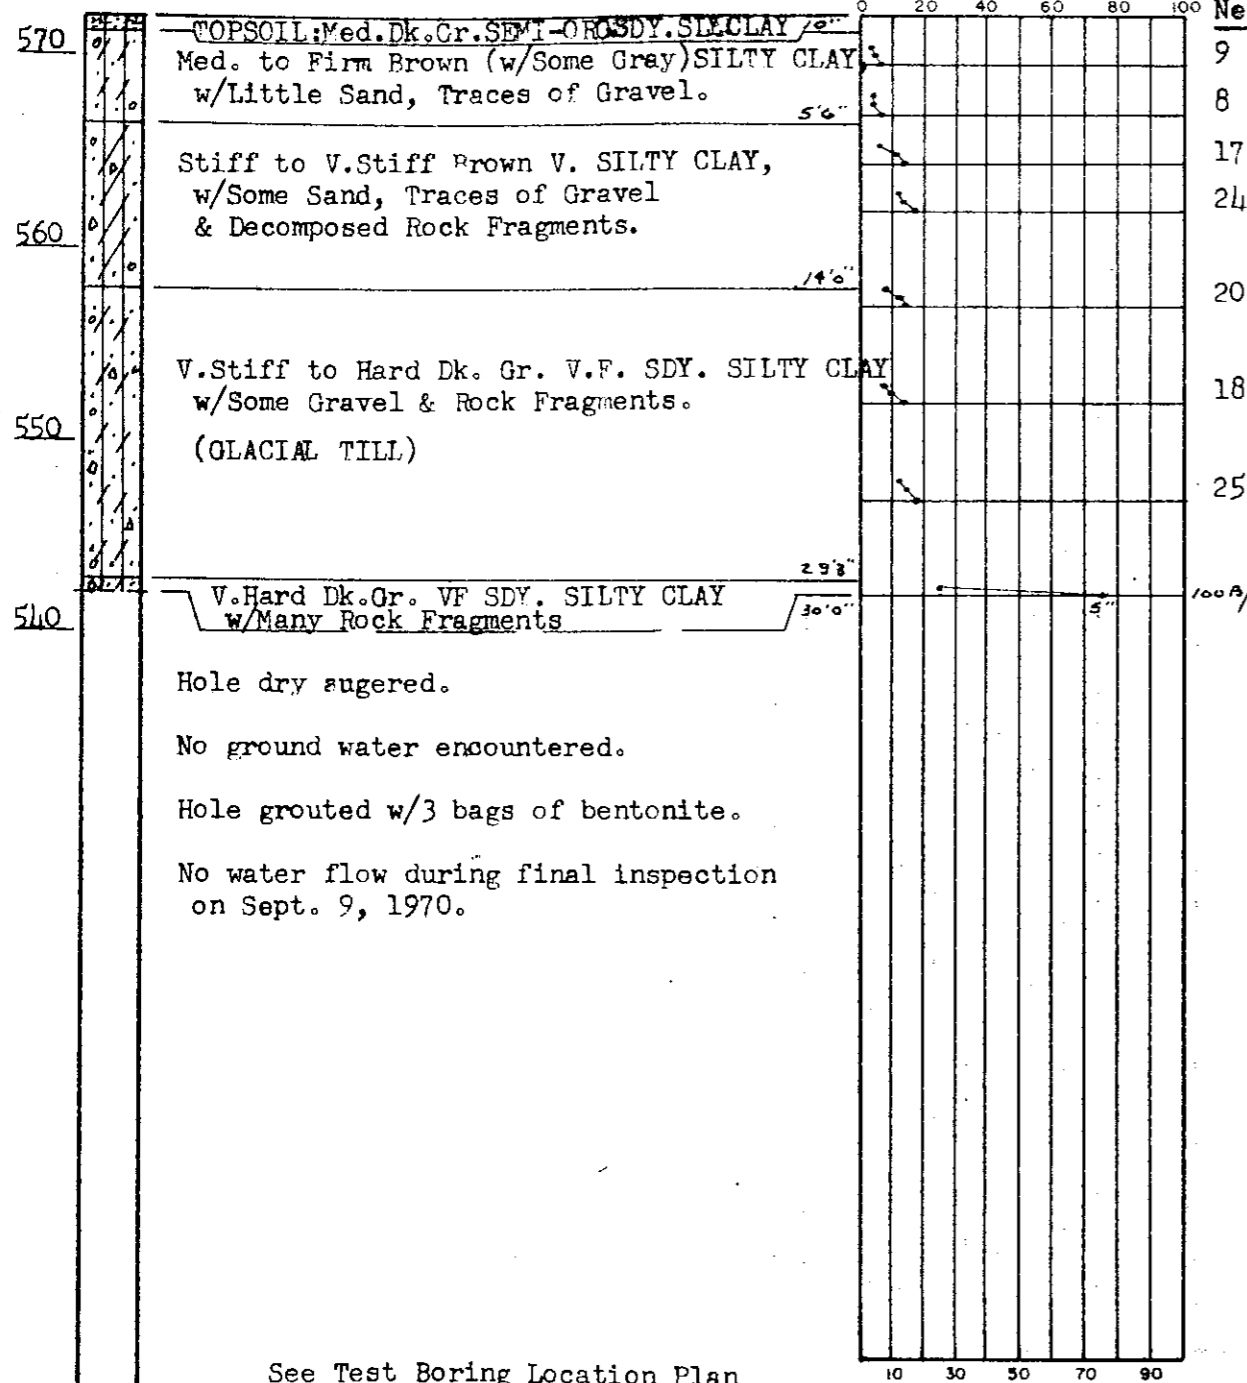 0 20 40 60 80 100 Ne
TOPSOIL:Med.Dk.Gr.SEMI-ORGSDY.SILCLAY 10"
570
Med. to Firm Brown (w/Some Gray)SILTY CLAY 9
w/Little Sand, Traces of Gravel. 8
5'6"
Stiff to V.Stiff Brown V. SILTY CLAY, 17
w/Some Sand, Traces of Gravel 24
560 & Decomposed Rock Fragments.
14'0"
20
V.Stiff to Hard Dk. Gr. V.F. SDY. SILTY CLAY 18
w/Some Gravel & Rock Fragments.
550
(GLACIAL TILL)
25
29'3"
V.Hard Dk.Gr. VF SDY. SILTY CLAY
30'0" 5"
540 w/Many Rock Fragments
Hole dry augered.
No ground water encountered.
Hole grouted w/3 bags of bentonite.
No water flow during final inspection
on Sept. 9, 1970.
See Test Boring Location Plan
10 30 50 70 90